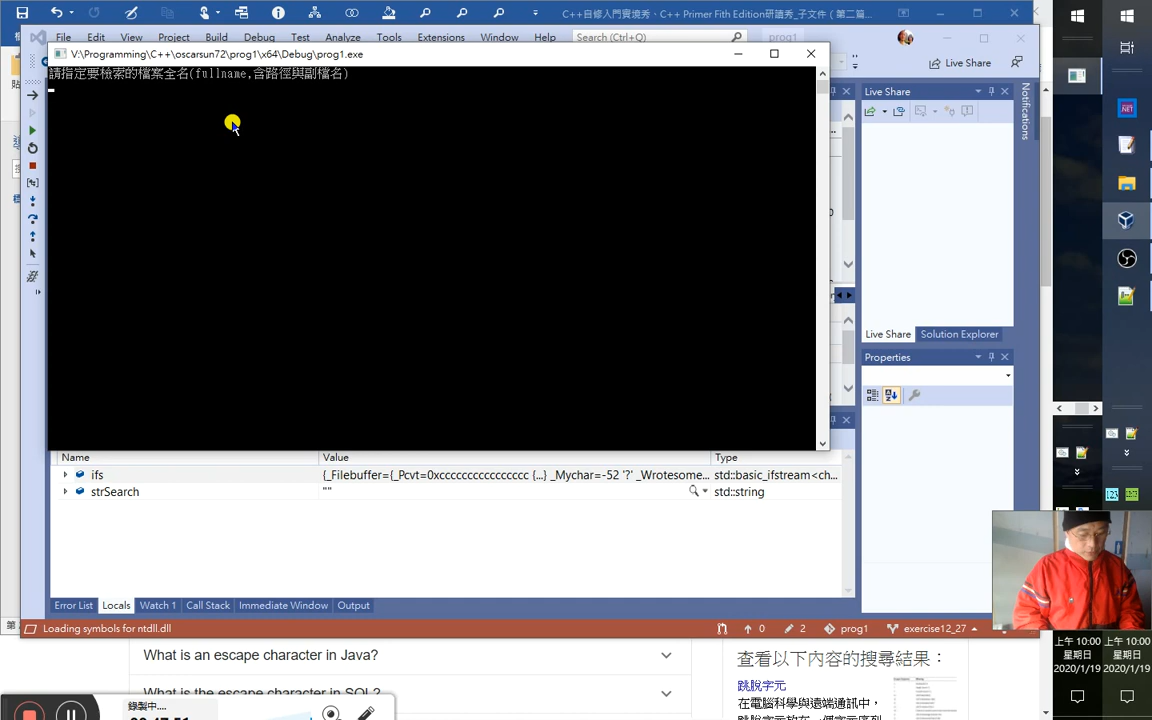 C++自修入門實境秀、C++ Primer Fith Edition研讀秀_子文件 ( 第二篇...
File Edit View Project Build Debug Test Analyze Tools Extensions Window Help Search (Ctrl+Q) prog1
V:\Programming\C++\oscarsun72\prog1\x64\Debug\prog1.exe
Live Share
請指定要檢索的檔案全名(fullname,含路徑與副檔名)
Live Share
Notifications
Live Share Solution Explorer
Properties
Name Value Type
ifs {_Filebuffer={_Pcvt=0xcccccccccccccccc {...} _Mychar=-52 '?' _Wrotesome... std::basic_ifstream<ch...
strSearch "" std::string
Error List Locals Watch 1 Call Stack Immediate Window Output
Loading symbols for ntdll.dll 0 2 prog1 exercise12_27
What is an escape character in Java?
查看以下內容的搜尋結果：
What is the escape character in SQL?
跳脫字元
在電腦科學與遠端通訊中，
錄製中....
上午 10:00 上午 10:00
星期日 星期日
2020/1/19 2020/1/19